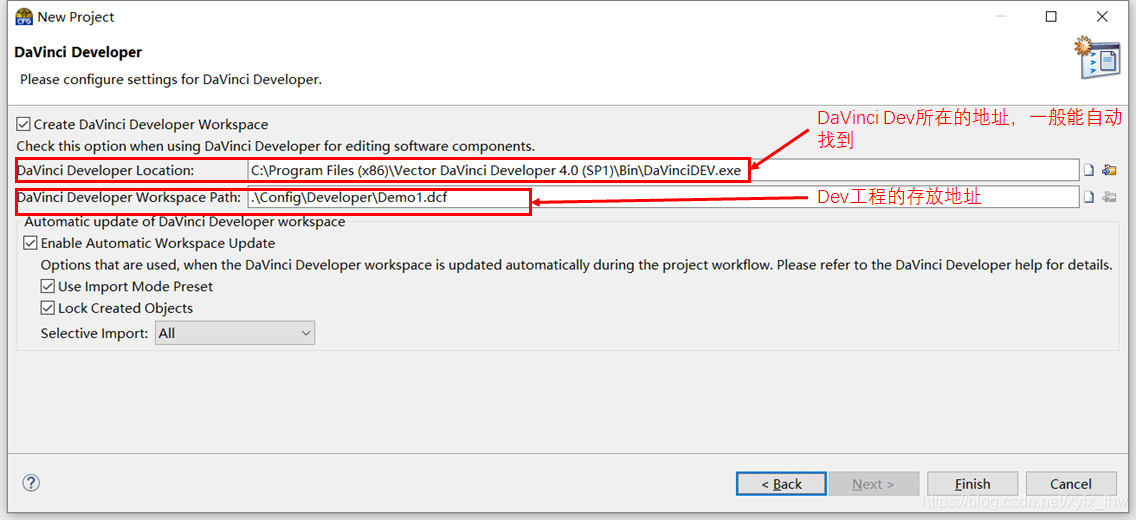 New Project
DaVinci Developer
Please configure settings for DaVinci Developer.
Create DaVinci Developer Workspace
Check this option when using DaVinci Developer for editing software components.
DaVinci Dev所在的地址，一般能自动
找到
DaVinci Developer Location: C:\Program Files (x86)\Vector DaVinci Developer 4.0 (SP1)\Bin\DaVinciDEV.exe
DaVinci Developer Workspace Path: .\Config\Developer\Demo1.dcf
Dev工程的存放地址
Automatic update of DaVinci Developer workspace
Enable Automatic Workspace Update
Options that are used, when the DaVinci Developer workspace is updated automatically during the project workflow. Please refer to the DaVinci Developer help for details.
Use Import Mode Preset
Lock Created Objects
Selective Import: All
< Back Next > Finish Cancel
https://blog.csdn.net/xyfx_fhw